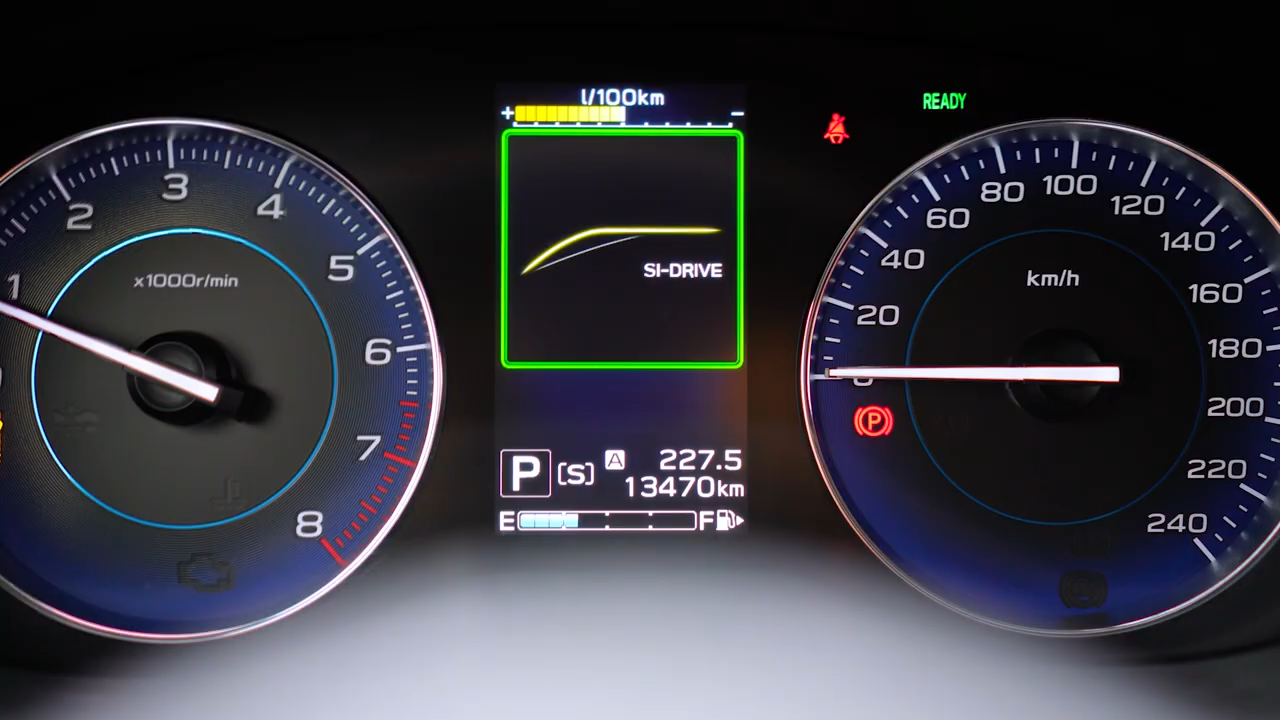 l/100km
+ −
READY
1 2 3 4 5 6 7 8
x1000r/min
SI-DRIVE
0 20 40 60 80 100 120 140 160 180 200 220 240
km/h
P
P [S] A 227.5
13470km
E F